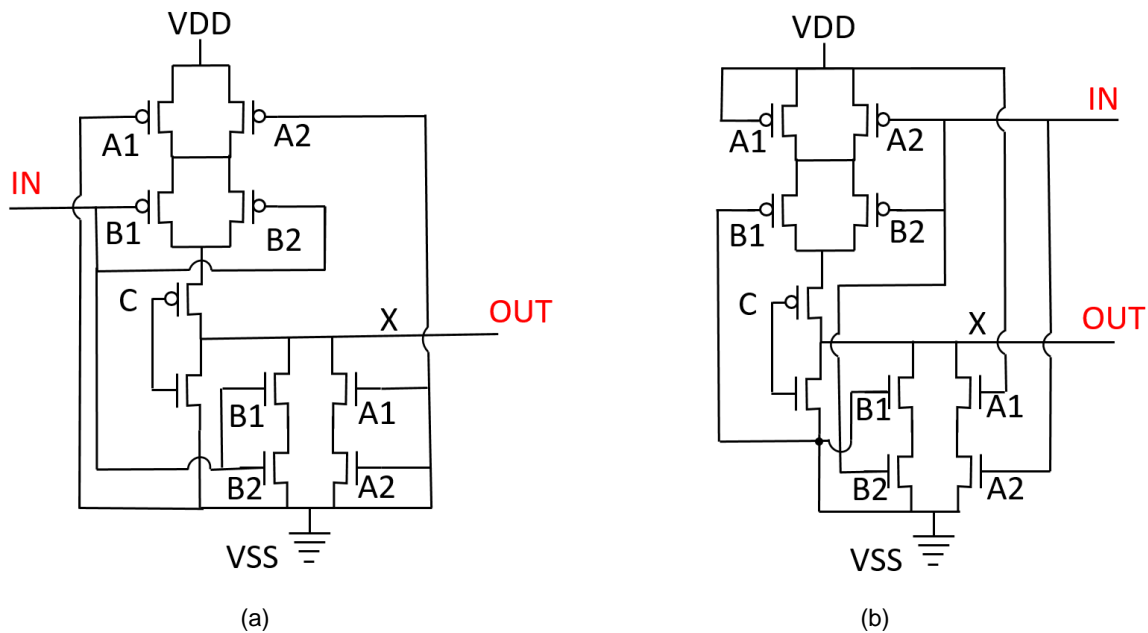 VDD
A1
A2
IN
B1
B2
C
X
OUT
B1
A1
B2
A2
VSS
(a)
VDD
IN
A1
A2
B1
B2
C
X
OUT
B1
A1
B2
A2
VSS
(b)